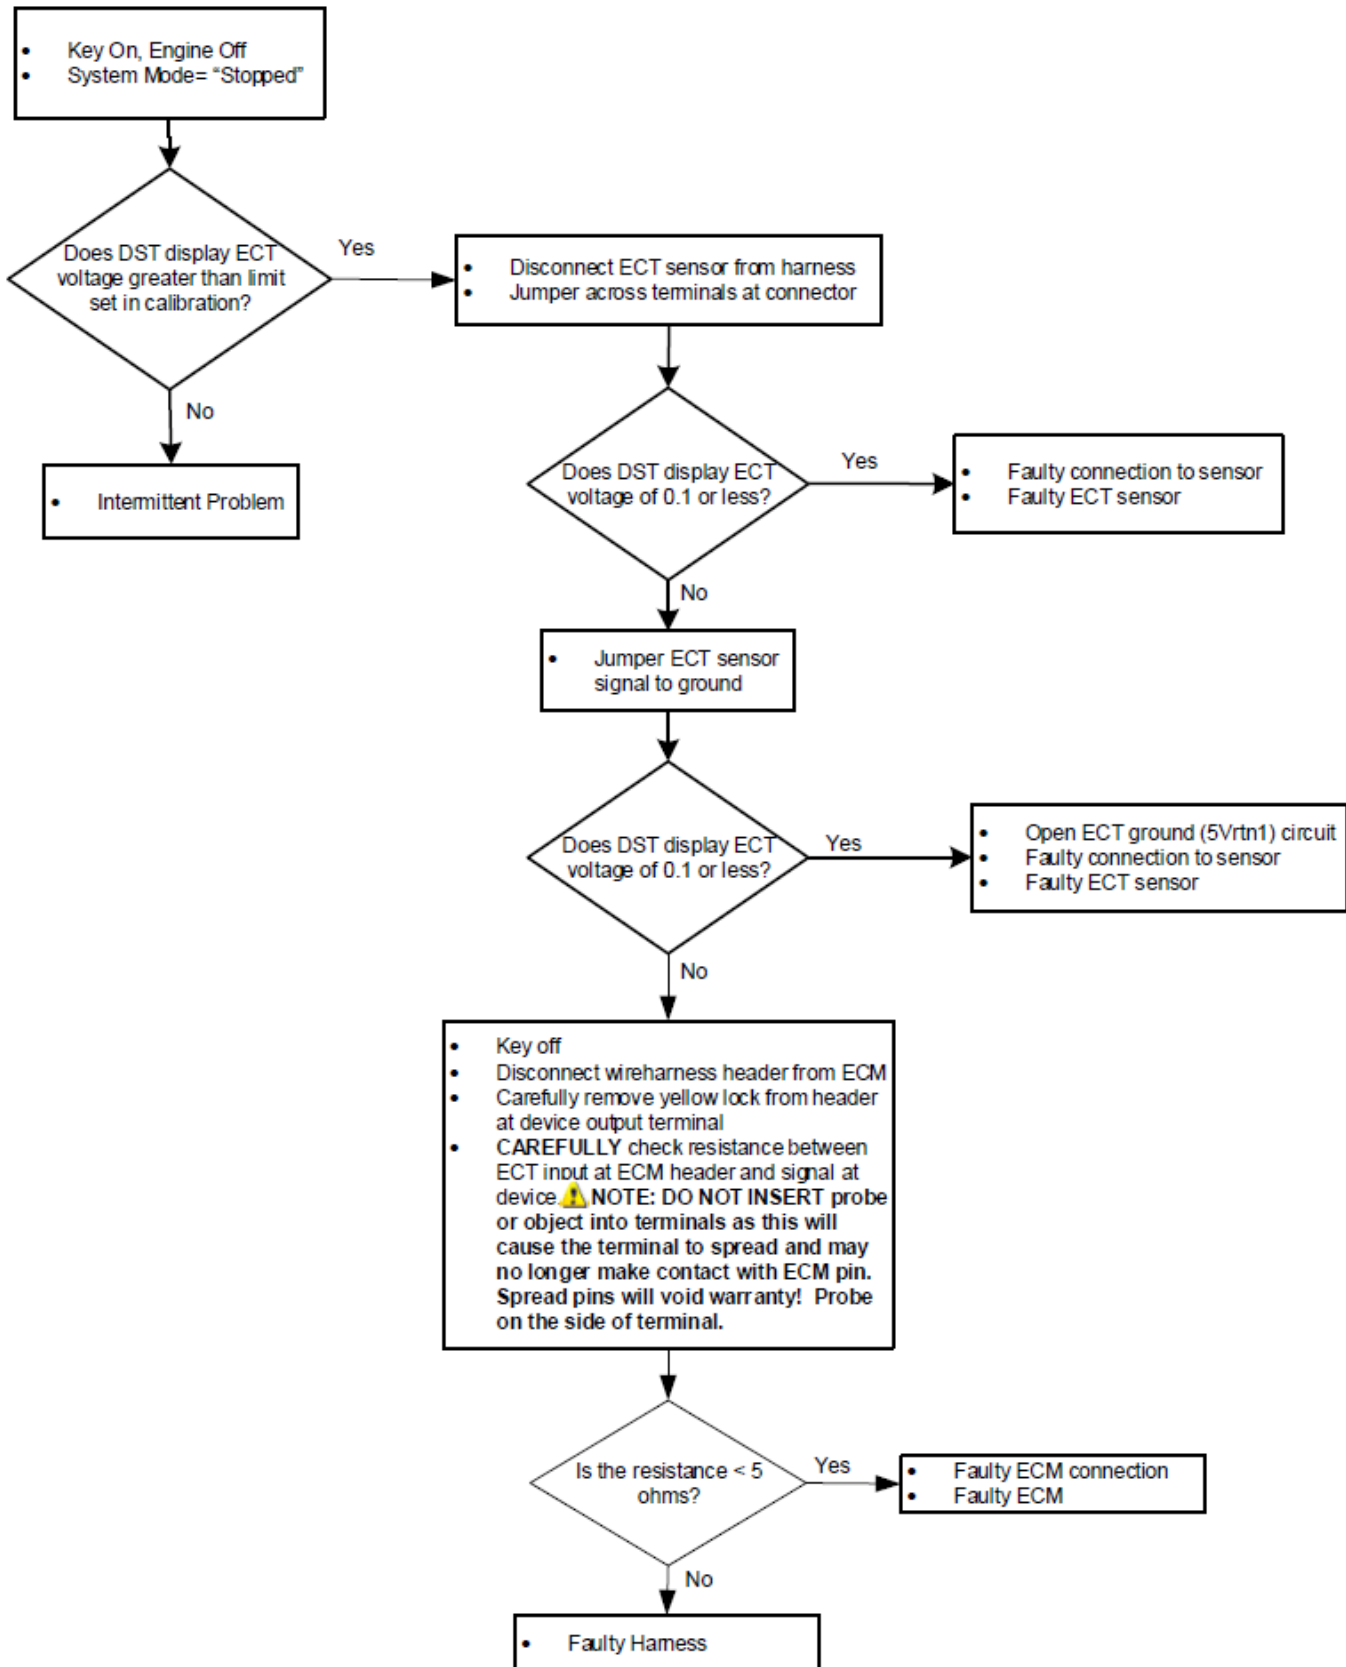 • Key On, Engine Off
• System Mode= “Stopped”
Does DST display ECT
voltage greater than limit
set in calibration?
Yes
• Disconnect ECT sensor from harness
• Jumper across terminals at connector
No
• Intermittent Problem
Does DST display ECT
voltage of 0.1 or less?
Yes
• Faulty connection to sensor
• Faulty ECT sensor
No
• Jumper ECT sensor
signal to ground
Does DST display ECT
voltage of 0.1 or less?
Yes
• Open ECT ground (5Vrtn1) circuit
• Faulty connection to sensor
• Faulty ECT sensor
No
• Key off
• Disconnect wireharness header from ECM
• Carefully remove yellow lock from header
at device output terminal
• CAREFULLY check resistance between
ECT input at ECM header and signal at
device. NOTE: DO NOT INSERT probe
or object into terminals as this will
cause the terminal to spread and may
no longer make contact with ECM pin.
Spread pins will void warranty! Probe
on the side of terminal.
Is the resistance < 5
ohms?
Yes
• Faulty ECM connection
• Faulty ECM
No
• Faulty Harness